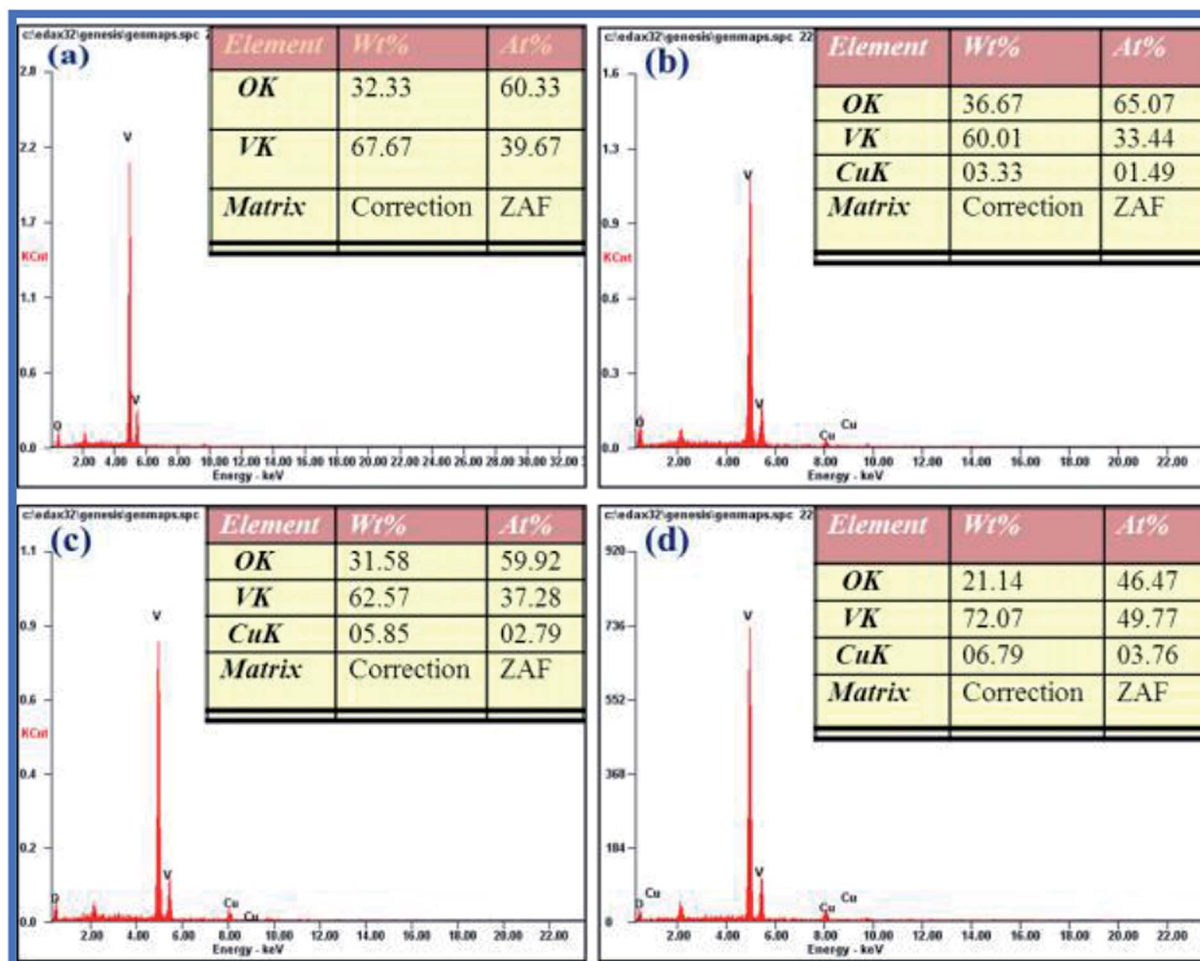 c:\edax32\genesis\genmaps.spc
(a)
Element Wt% At%
OK 32.33 60.33
VK 67.67 39.67
Matrix Correction ZAF
2.8
2.2
1.7
KCnt
1.1
0.6
0.0
V
V
O
2.00 4.00 6.00 8.00 10.00 12.00 14.00 16.00 18.00 20.00 22.00 24.00 26.00 28.00 30.00 32.00
Energy - keV
c:\edax32\genesis\genmaps.spc 22
(b)
Element Wt% At%
OK 36.67 65.07
VK 60.01 33.44
CuK 03.33 01.49
Matrix Correction ZAF
1.6
1.3
0.9
KCnt
0.6
0.3
0.0
V
V
O
Cu
Cu
2.00 4.00 6.00 8.00 10.00 12.00 14.00 16.00 18.00 20.00 22.00
Energy - keV
c:\edax32\genesis\genmaps.spc
(c)
Element Wt% At%
OK 31.58 59.92
VK 62.57 37.28
CuK 05.85 02.79
Matrix Correction ZAF
1.1
0.9
0.6
KCnt
0.4
0.2
0.0
V
V
O
Cu
Cu
2.00 4.00 6.00 8.00 10.00 12.00 14.00 16.00 18.00 20.00 22.00
Energy - keV
c:\edax32\genesis\genmaps.spc 22
(d)
Element Wt% At%
OK 21.14 46.47
VK 72.07 49.77
CuK 06.79 03.76
Matrix Correction ZAF
920
736
552
368
184
0
V
V
Cu
O
Cu
Cu
2.00 4.00 6.00 8.00 10.00 12.00 14.00 16.00 18.00 20.00 22.00
Energy - keV